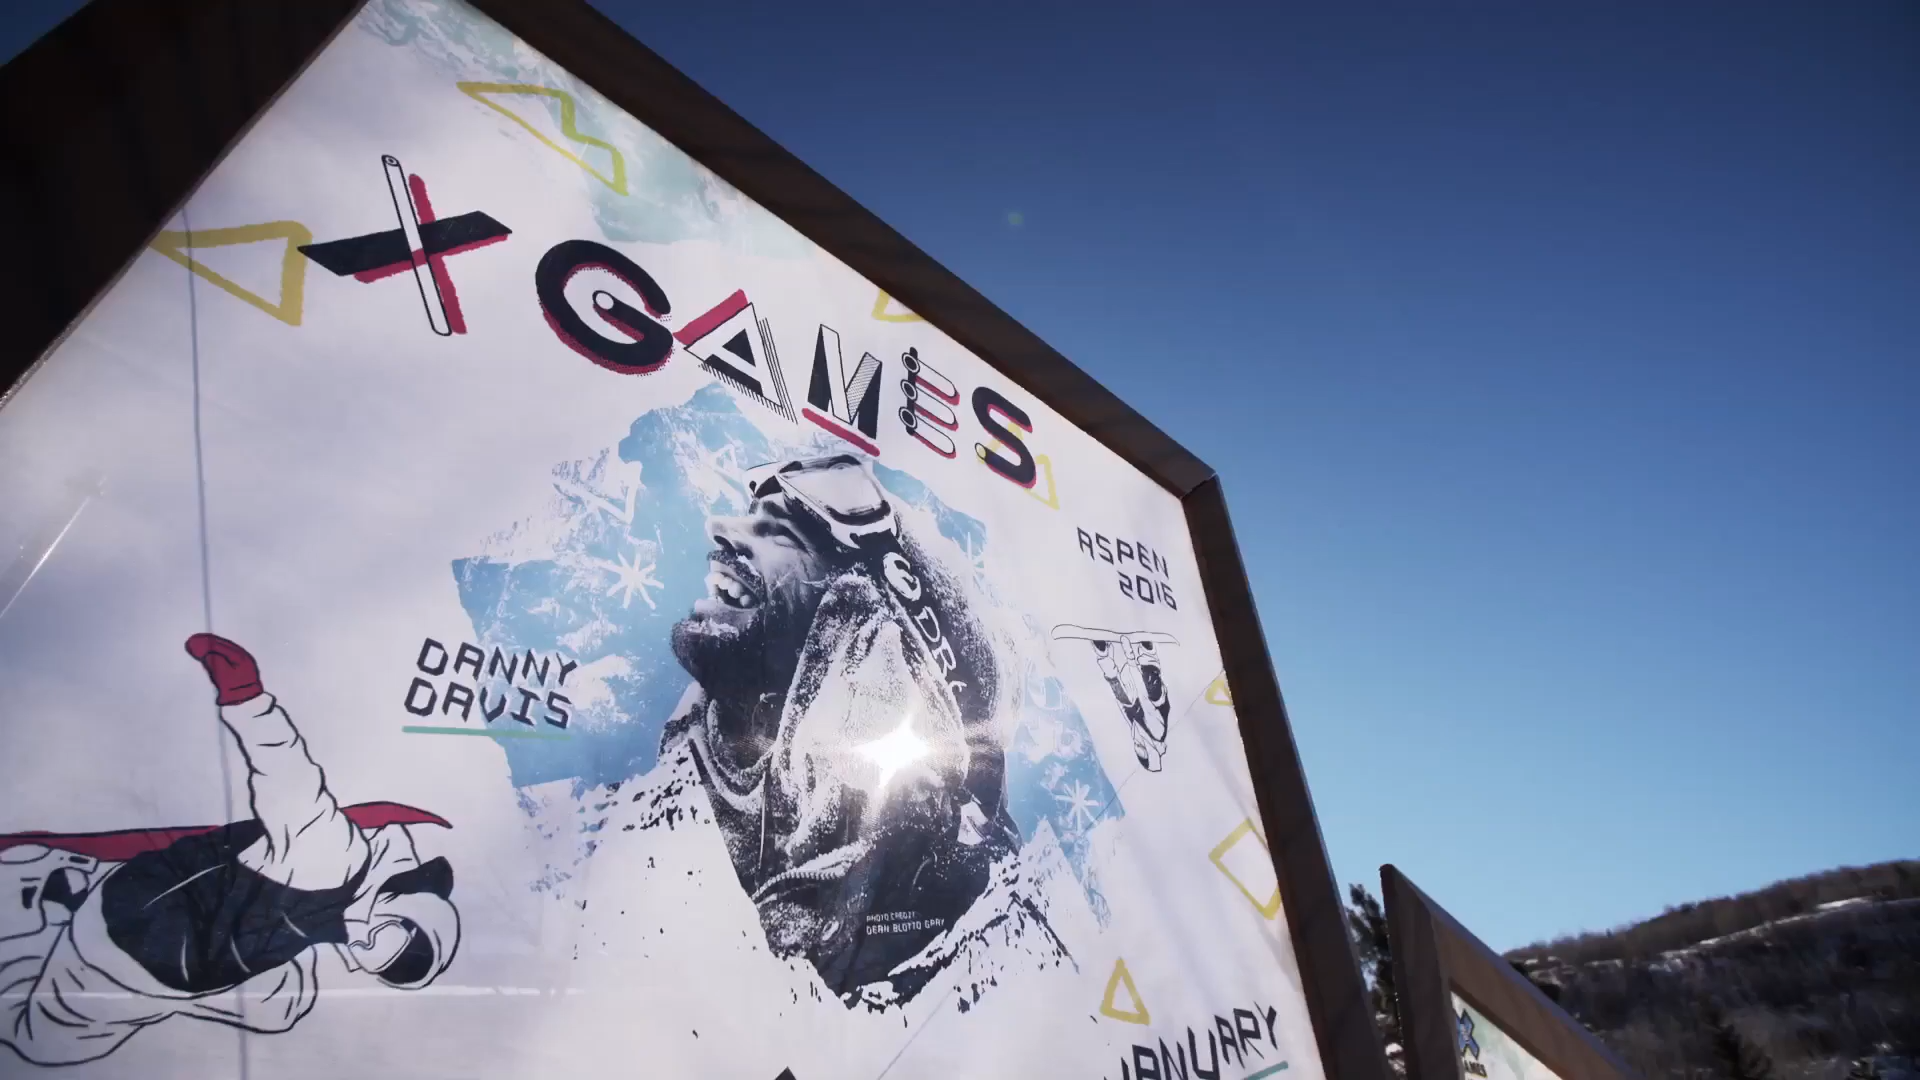 X GAMES
ASPEN
2016
DANNY
DAVIS
PHOTO CREDIT
DEAN BLOTTO GRAY
JANUARY